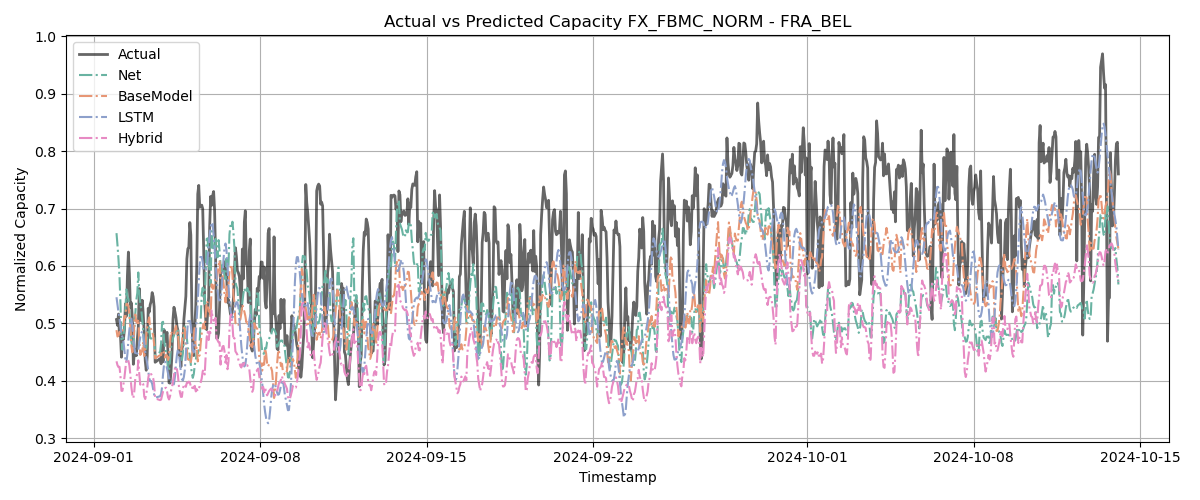 Actual vs Predicted Capacity FX_FBMC_NORM - FRA_BEL
Actual
Net
BaseModel
LSTM
Hybrid
Normalized Capacity
1.0
0.9
0.8
0.7
0.6
0.5
0.4
0.3
2024-09-01 2024-09-08 2024-09-15 2024-09-22 2024-10-01 2024-10-08 2024-10-15
Timestamp